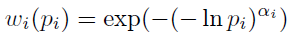 w_i(p_i) = exp(−(− ln p_i)^{α_i})